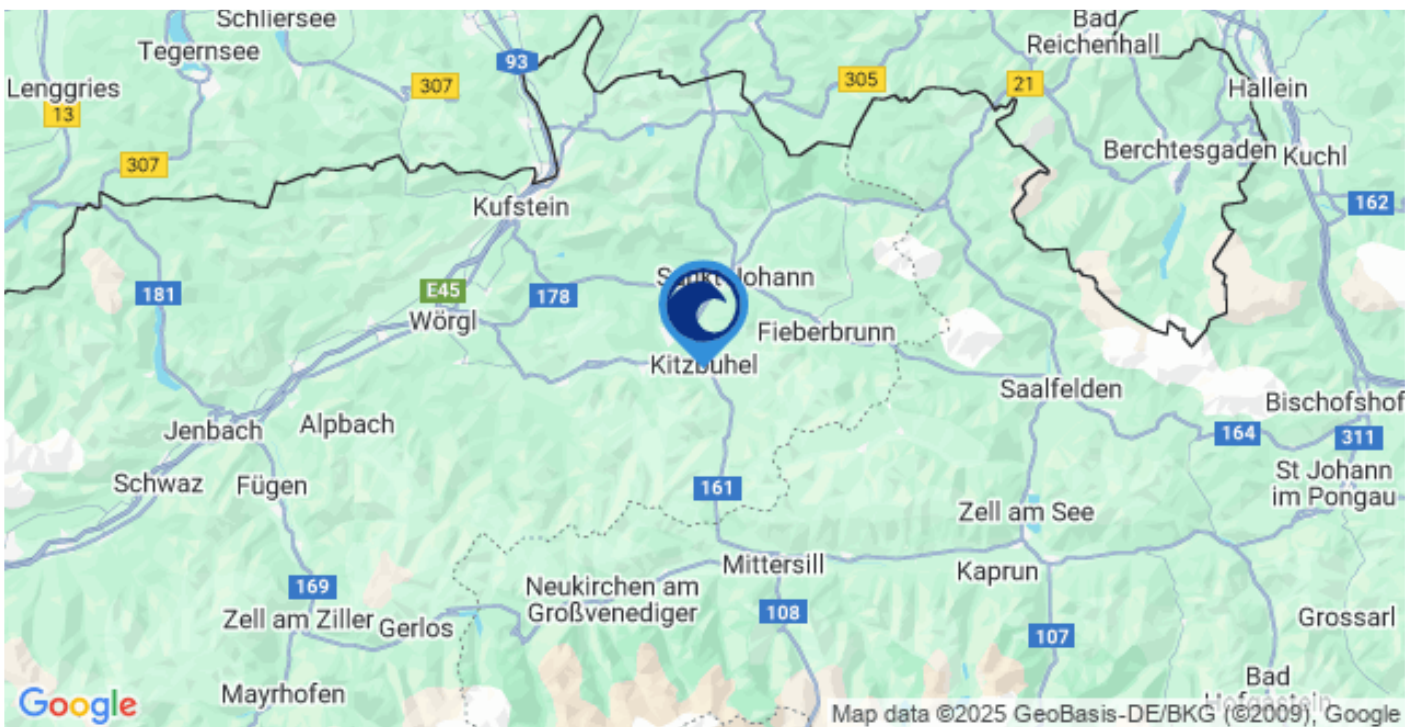 Schliersee
Bad
Reichenhall
Tegernsee
93
305
21
307
Lenggries
Hallein
13
307
Berchtesgaden
Kuchl
Kufstein
162
Sankt Johann
E45
178
181
Wörgl
Fieberbrunn
Kitzbühel
Saalfelden
Bischofshof
Alpbach
Jenbach
164
311
St Johann
im Pongau
Schwaz
Fügen
161
Zell am See
Mittersill
Kaprun
169
Neukirchen am
Großvenediger
108
Zell am Ziller
Gerlos
107
Grossarl
Mayrhofen
Bad
Hofgastein
Google
Map data ©2025 GeoBasis-DE/BKG (©2009), Google